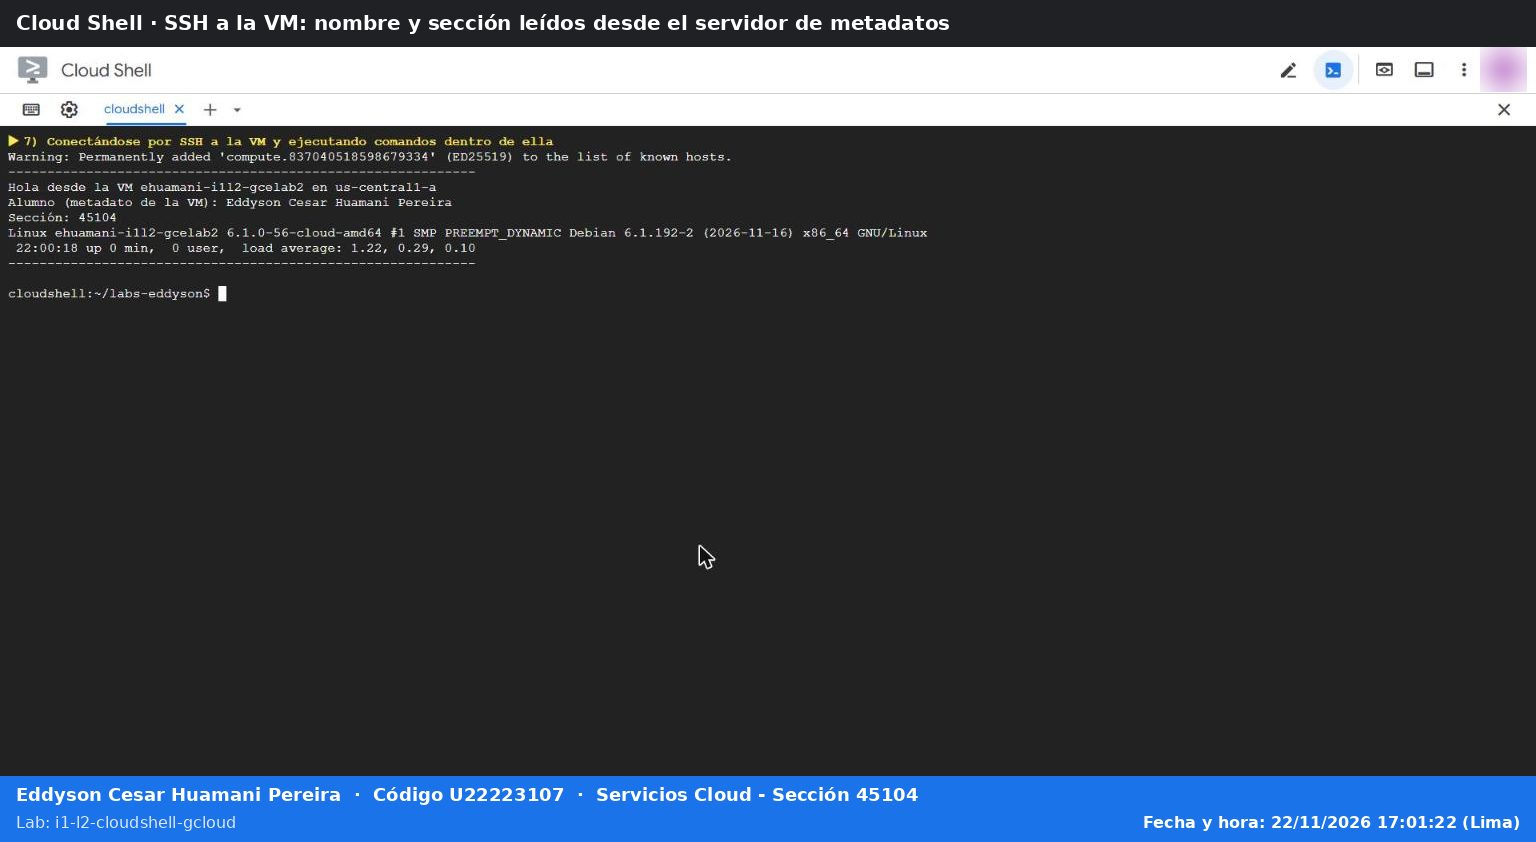 Cloud Shell · SSH a la VM: nombre y sección leídos desde el servidor de metadatos
Cloud Shell
cloudshell
▶ 7) Conectándose por SSH a la VM y ejecutando comandos dentro de ella
Warning: Permanently added 'compute.837040518598679334' (ED25519) to the list of known hosts.
------------------------------------------------------------
Hola desde la VM ehuamani-i1l2-gcelab2 en us-central1-a
Alumno (metadato de la VM): Eddyson Cesar Huamani Pereira
Sección: 45104
Linux ehuamani-i1l2-gcelab2 6.1.0-56-cloud-amd64 #1 SMP PREEMPT_DYNAMIC Debian 6.1.192-2 (2026-11-16) x86_64 GNU/Linux
22:00:18 up 0 min,  0 user,  load average: 1.22, 0.29, 0.10
------------------------------------------------------------
cloudshell:~/labs-eddyson$
Eddyson Cesar Huamani Pereira · Código U22223107 · Servicios Cloud - Sección 45104
Lab: i1-l2-cloudshell-gcloud
Fecha y hora: 22/11/2026 17:01:22 (Lima)